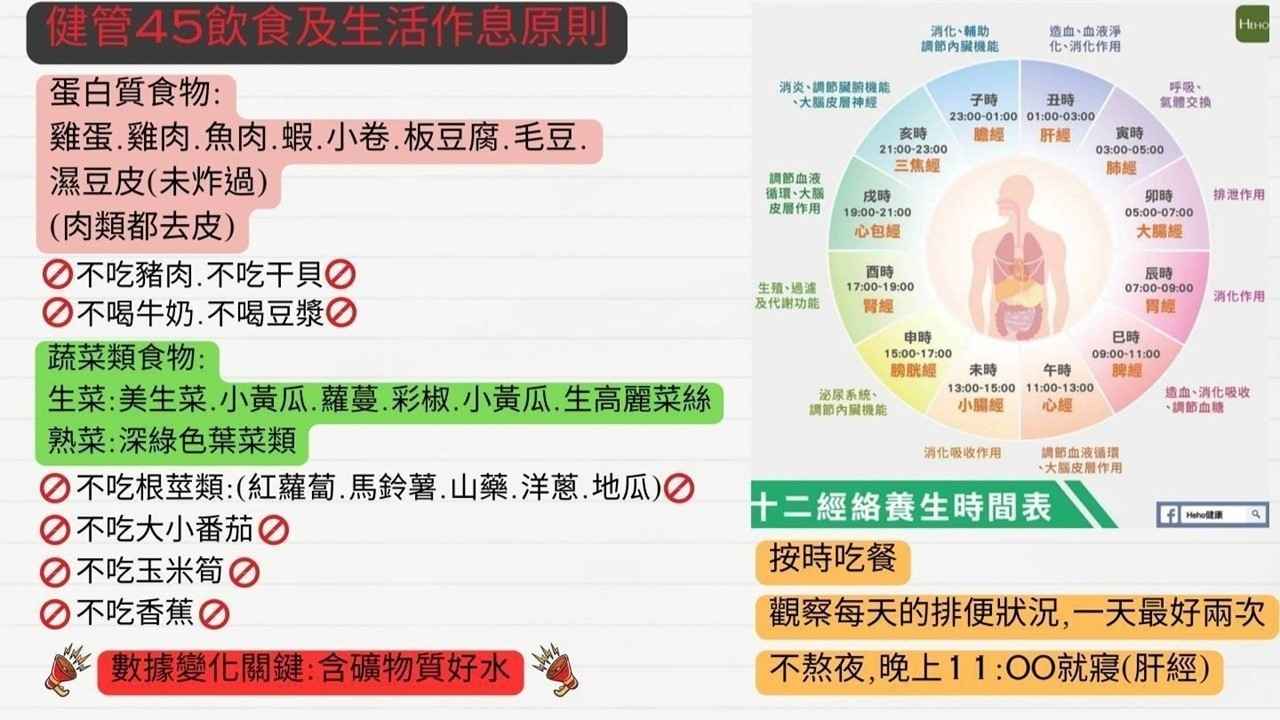 健管45飲食及生活作息原則
蛋白質食物:
雞蛋.雞肉.魚肉.蝦.小卷.板豆腐.毛豆.
濕豆皮(未炸過)
(肉類都去皮)
不吃豬肉.不吃干貝
不喝牛奶.不喝豆漿
蔬菜類食物:
生菜:美生菜.小黃瓜.蘿蔓.彩椒.小黃瓜.生高麗菜絲
熟菜:深綠色葉菜類
不吃根莖類:(紅蘿蔔.馬鈴薯.山藥.洋蔥.地瓜)
不吃大小番茄
不吃玉米筍
不吃香蕉
數據變化關鍵:含礦物質好水
HEHO
消化、輔助
調節內臟機能
子時
23:00-01:00
膽經
造血、血液淨
化、消化作用
丑時
01:00-03:00
肝經
呼吸、
氣體交換
寅時
03:00-05:00
肺經
排泄作用
卯時
05:00-07:00
大腸經
消化作用
辰時
07:00-09:00
胃經
造血、消化吸收
、調節血糖
巳時
09:00-11:00
脾經
調節血液循環
、大腦皮層作用
午時
11:00-13:00
心經
消化吸收作用
未時
13:00-15:00
小腸經
泌尿系統、
調節內臟機能
申時
15:00-17:00
膀胱經
生殖、過濾
及代謝功能
酉時
17:00-19:00
腎經
調節血液
循環、大腦
皮層作用
戌時
19:00-21:00
心包經
消炎、調節臟腑機能
、大腦皮層神經
亥時
21:00-23:00
三焦經
十二經絡養生時間表
Heho健康
按時吃餐
觀察每天的排便狀況,一天最好兩次
不熬夜,晚上11:00就寢(肝經)